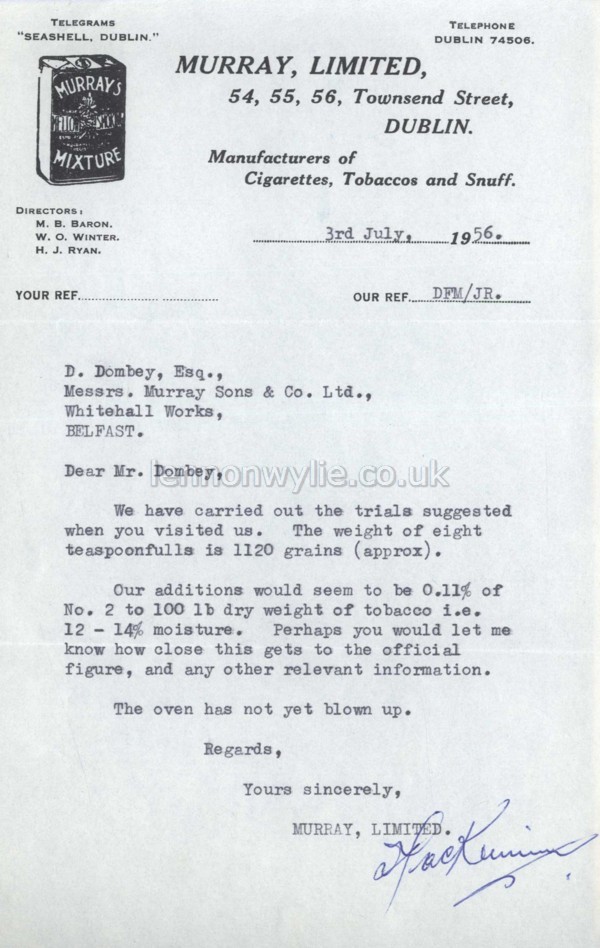 TELEGRAMS
"SEASHELL, DUBLIN."
TELEPHONE
DUBLIN 74506.
MURRAY'S
MIXTURE
MURRAY, LIMITED,
54, 55, 56, Townsend Street,
DUBLIN.
Manufacturers of
Cigarettes, Tobaccos and Snuff.
DIRECTORS:
M. B. BARON.
W. O. WINTER.
H. J. RYAN.
3rd July, 1956.
YOUR REF.
OUR REF. DFM/JR.
D. Dombey, Esq.,
Messrs. Murray Sons & Co. Ltd.,
Whitehall Works,
BELFAST.
Dear Mr. Dombey,
lennonwylie.co.uk
We have carried out the trials suggested
when you visited us. The weight of eight
teaspoonfulls is 1120 grains (approx).
Our additions would seem to be 0.11% of
No. 2 to 100 lb dry weight of tobacco i.e.
12 - 14% moisture. Perhaps you would let me
know how close this gets to the official
figure, and any other relevant information.
The oven has not yet blown up.
Regards,
Yours sincerely,
MURRAY, LIMITED.